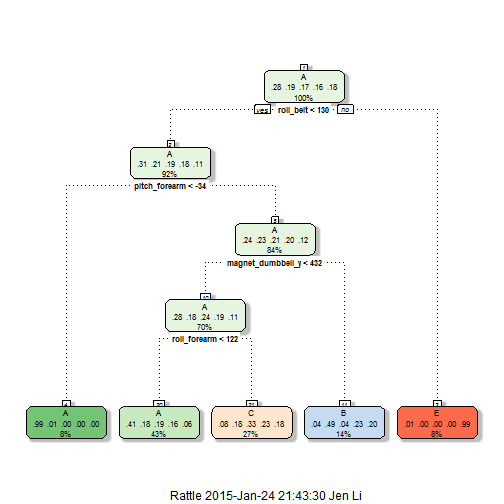 1
A
.28 .19 .17 .16 .18
100%
yes roll_belt < 130 no
2
A
.31 .21 .19 .18 .11
92%
pitch_forearm < -34
5
A
.24 .23 .21 .20 .12
84%
magnet_dumbbell_y < 432
10
A
.28 .18 .24 .19 .11
70%
roll_forearm < 122
4 20 21 11 3
A A C B E
.99 .01 .00 .00 .00 .41 .18 .19 .16 .06 .08 .18 .33 .23 .18 .04 .49 .04 .23 .20 .01 .00 .00 .00 .99
8% 43% 27% 14% 8%
Rattle 2015-Jan-24 21:43:30 Jen Li